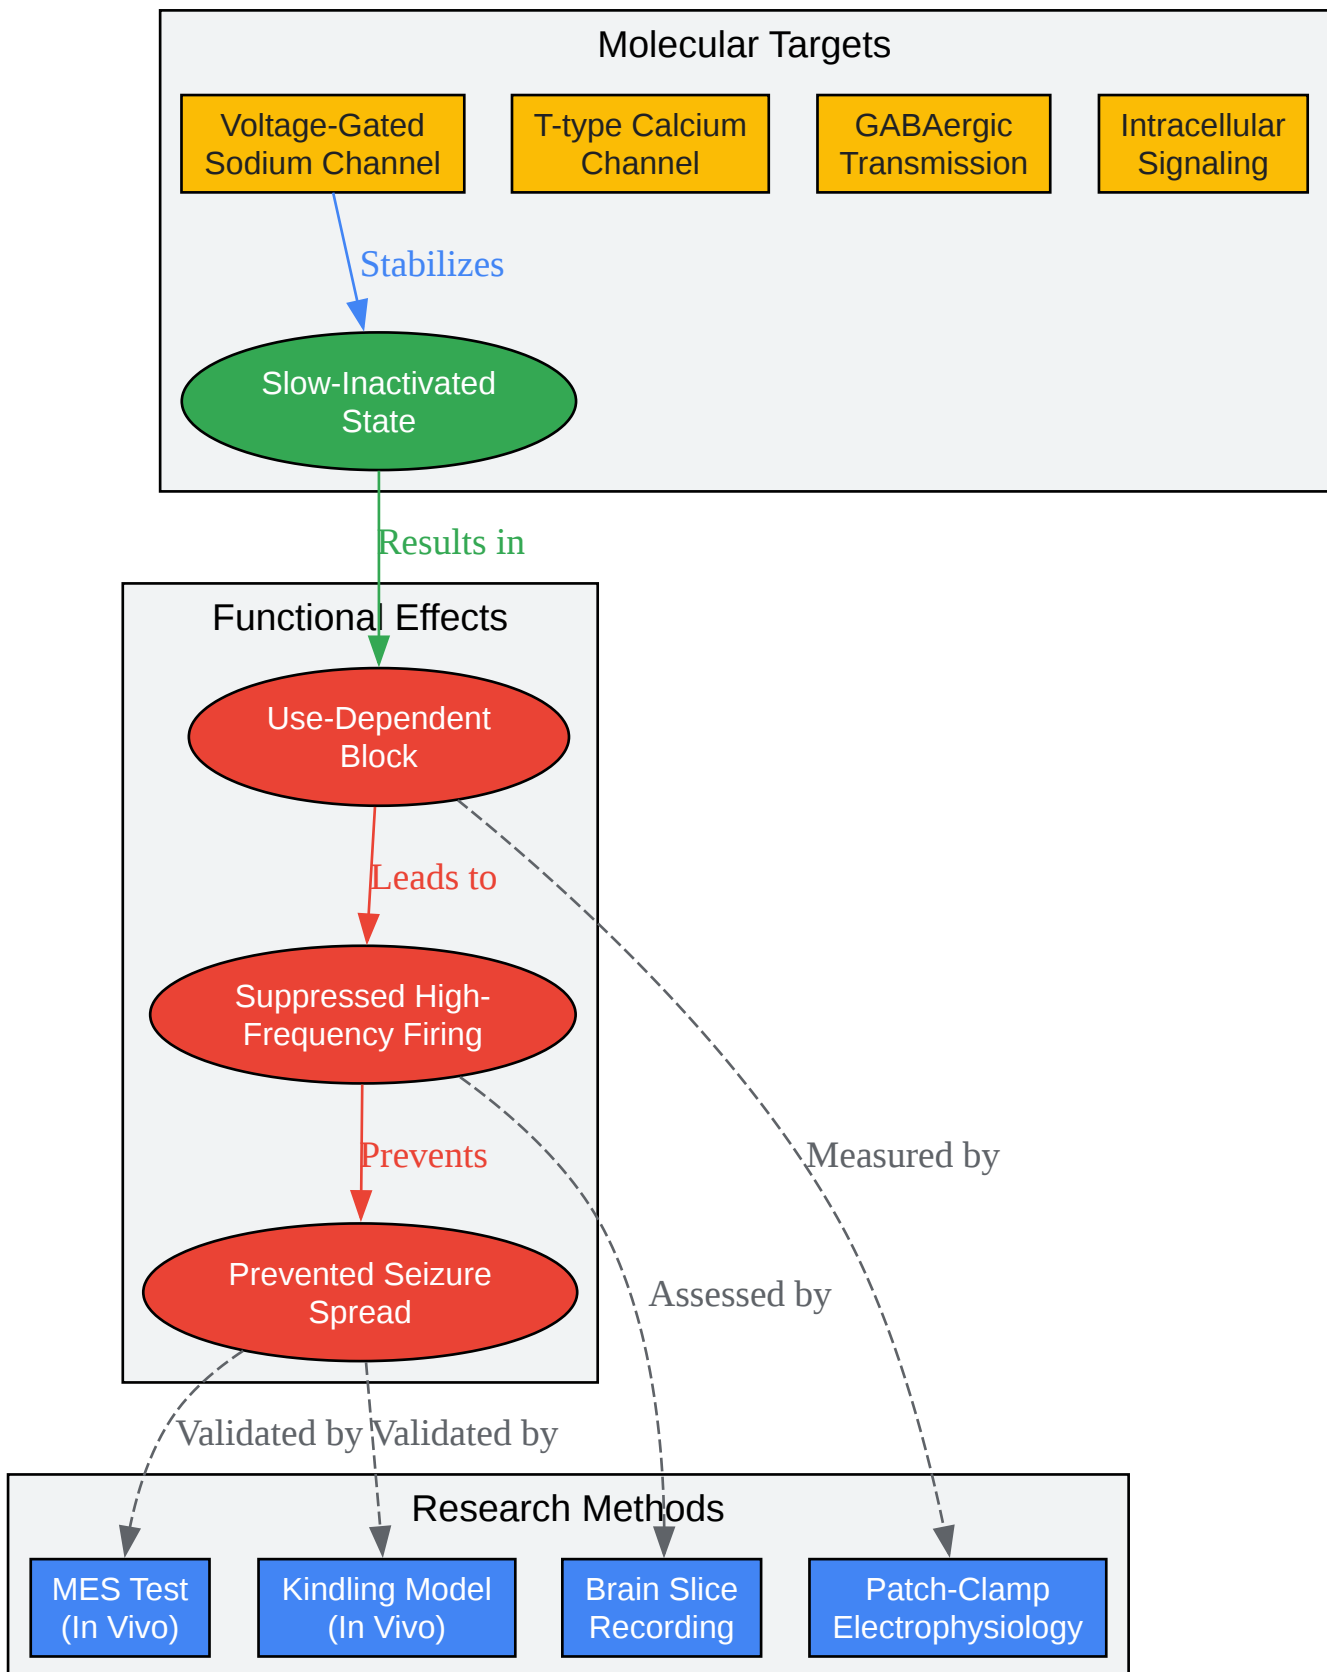 Molecular Targets
Voltage-Gated
Sodium Channel
T-type Calcium
Channel
GABAergic
Transmission
Intracellular
Signaling
Stabilizes
Slow-Inactivated
State
Results in
Functional Effects
Use-Dependent
Block
Leads to
Suppressed High-
Frequency Firing
Prevents
Measured by
Prevented Seizure
Spread
Assessed by
Validated by
Validated by
Research Methods
MES Test
(In Vivo)
Kindling Model
(In Vivo)
Brain Slice
Recording
Patch-Clamp
Electrophysiology